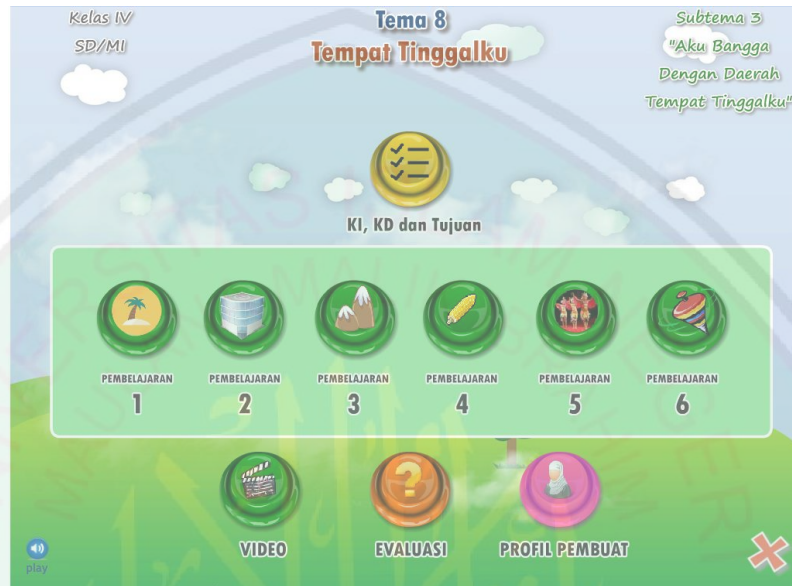 Kelas IV
SD/MI
Tema 8
Tempat Tinggalku
Subtema 3
"Aku Bangga
Dengan Daerah
Tempat Tinggalku"
KI, KD dan Tujuan
PEMBELAJARAN
1
PEMBELAJARAN
2
PEMBELAJARAN
3
PEMBELAJARAN
4
PEMBELAJARAN
5
PEMBELAJARAN
6
VIDEO
EVALUASI
PROFIL PEMBUAT
play